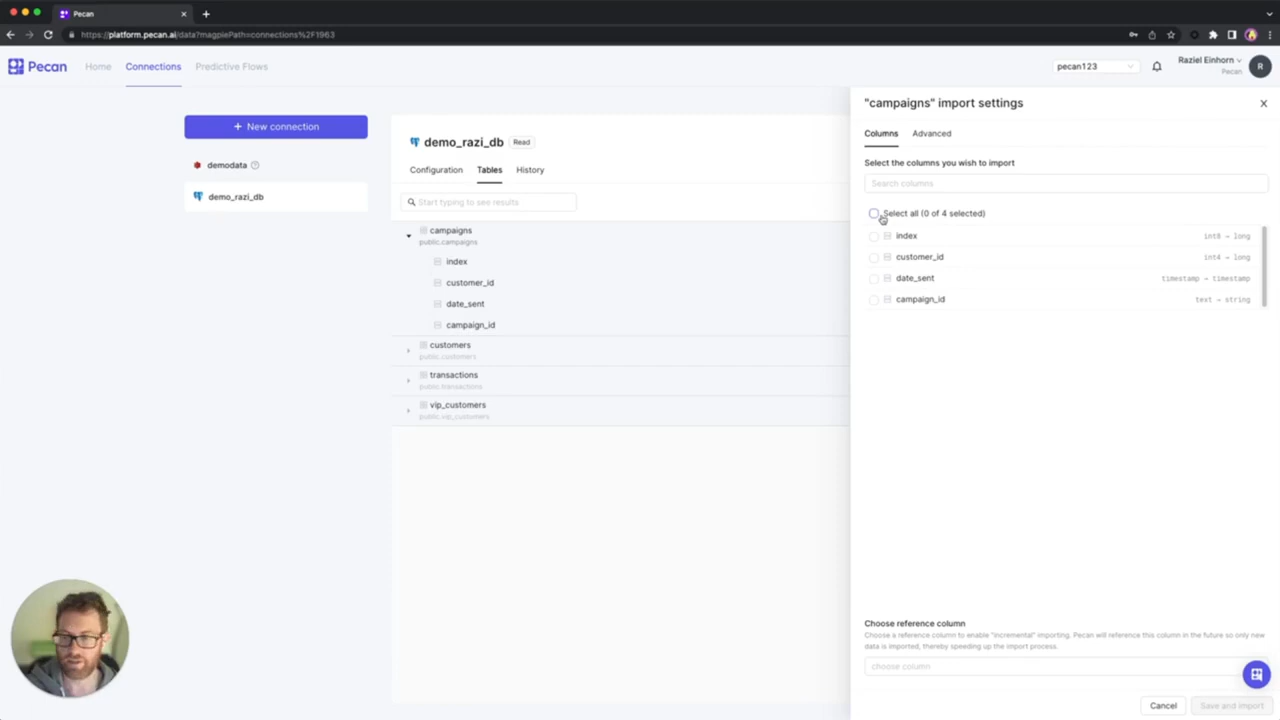 Pecan
https://platform.pecan.ai/data?magpiePath=connections%2F1963
Pecan
Home
Connections
Predictive Flows
pecan123
Raziel Einhorn
Pecan
R
+ New connection
demodata
demo_razi_db
demo_razi_db
Read
Configuration
Tables
History
Start typing to see results
campaigns
public.campaigns
index
customer_id
date_sent
campaign_id
customers
public.customers
transactions
public.transactions
vip_customers
public.vip_customers
"campaigns" import settings
Columns
Advanced
Select the columns you wish to import
Search columns
Select all (0 of 4 selected)
index
int8 → long
customer_id
int4 → long
date_sent
timestamp → timestamp
campaign_id
text → string
Choose reference column
Choose a reference column to enable "incremental" importing. Pecan will reference this column in the future so only new
data is imported, thereby speeding up the import process.
choose column
Cancel
Save and import